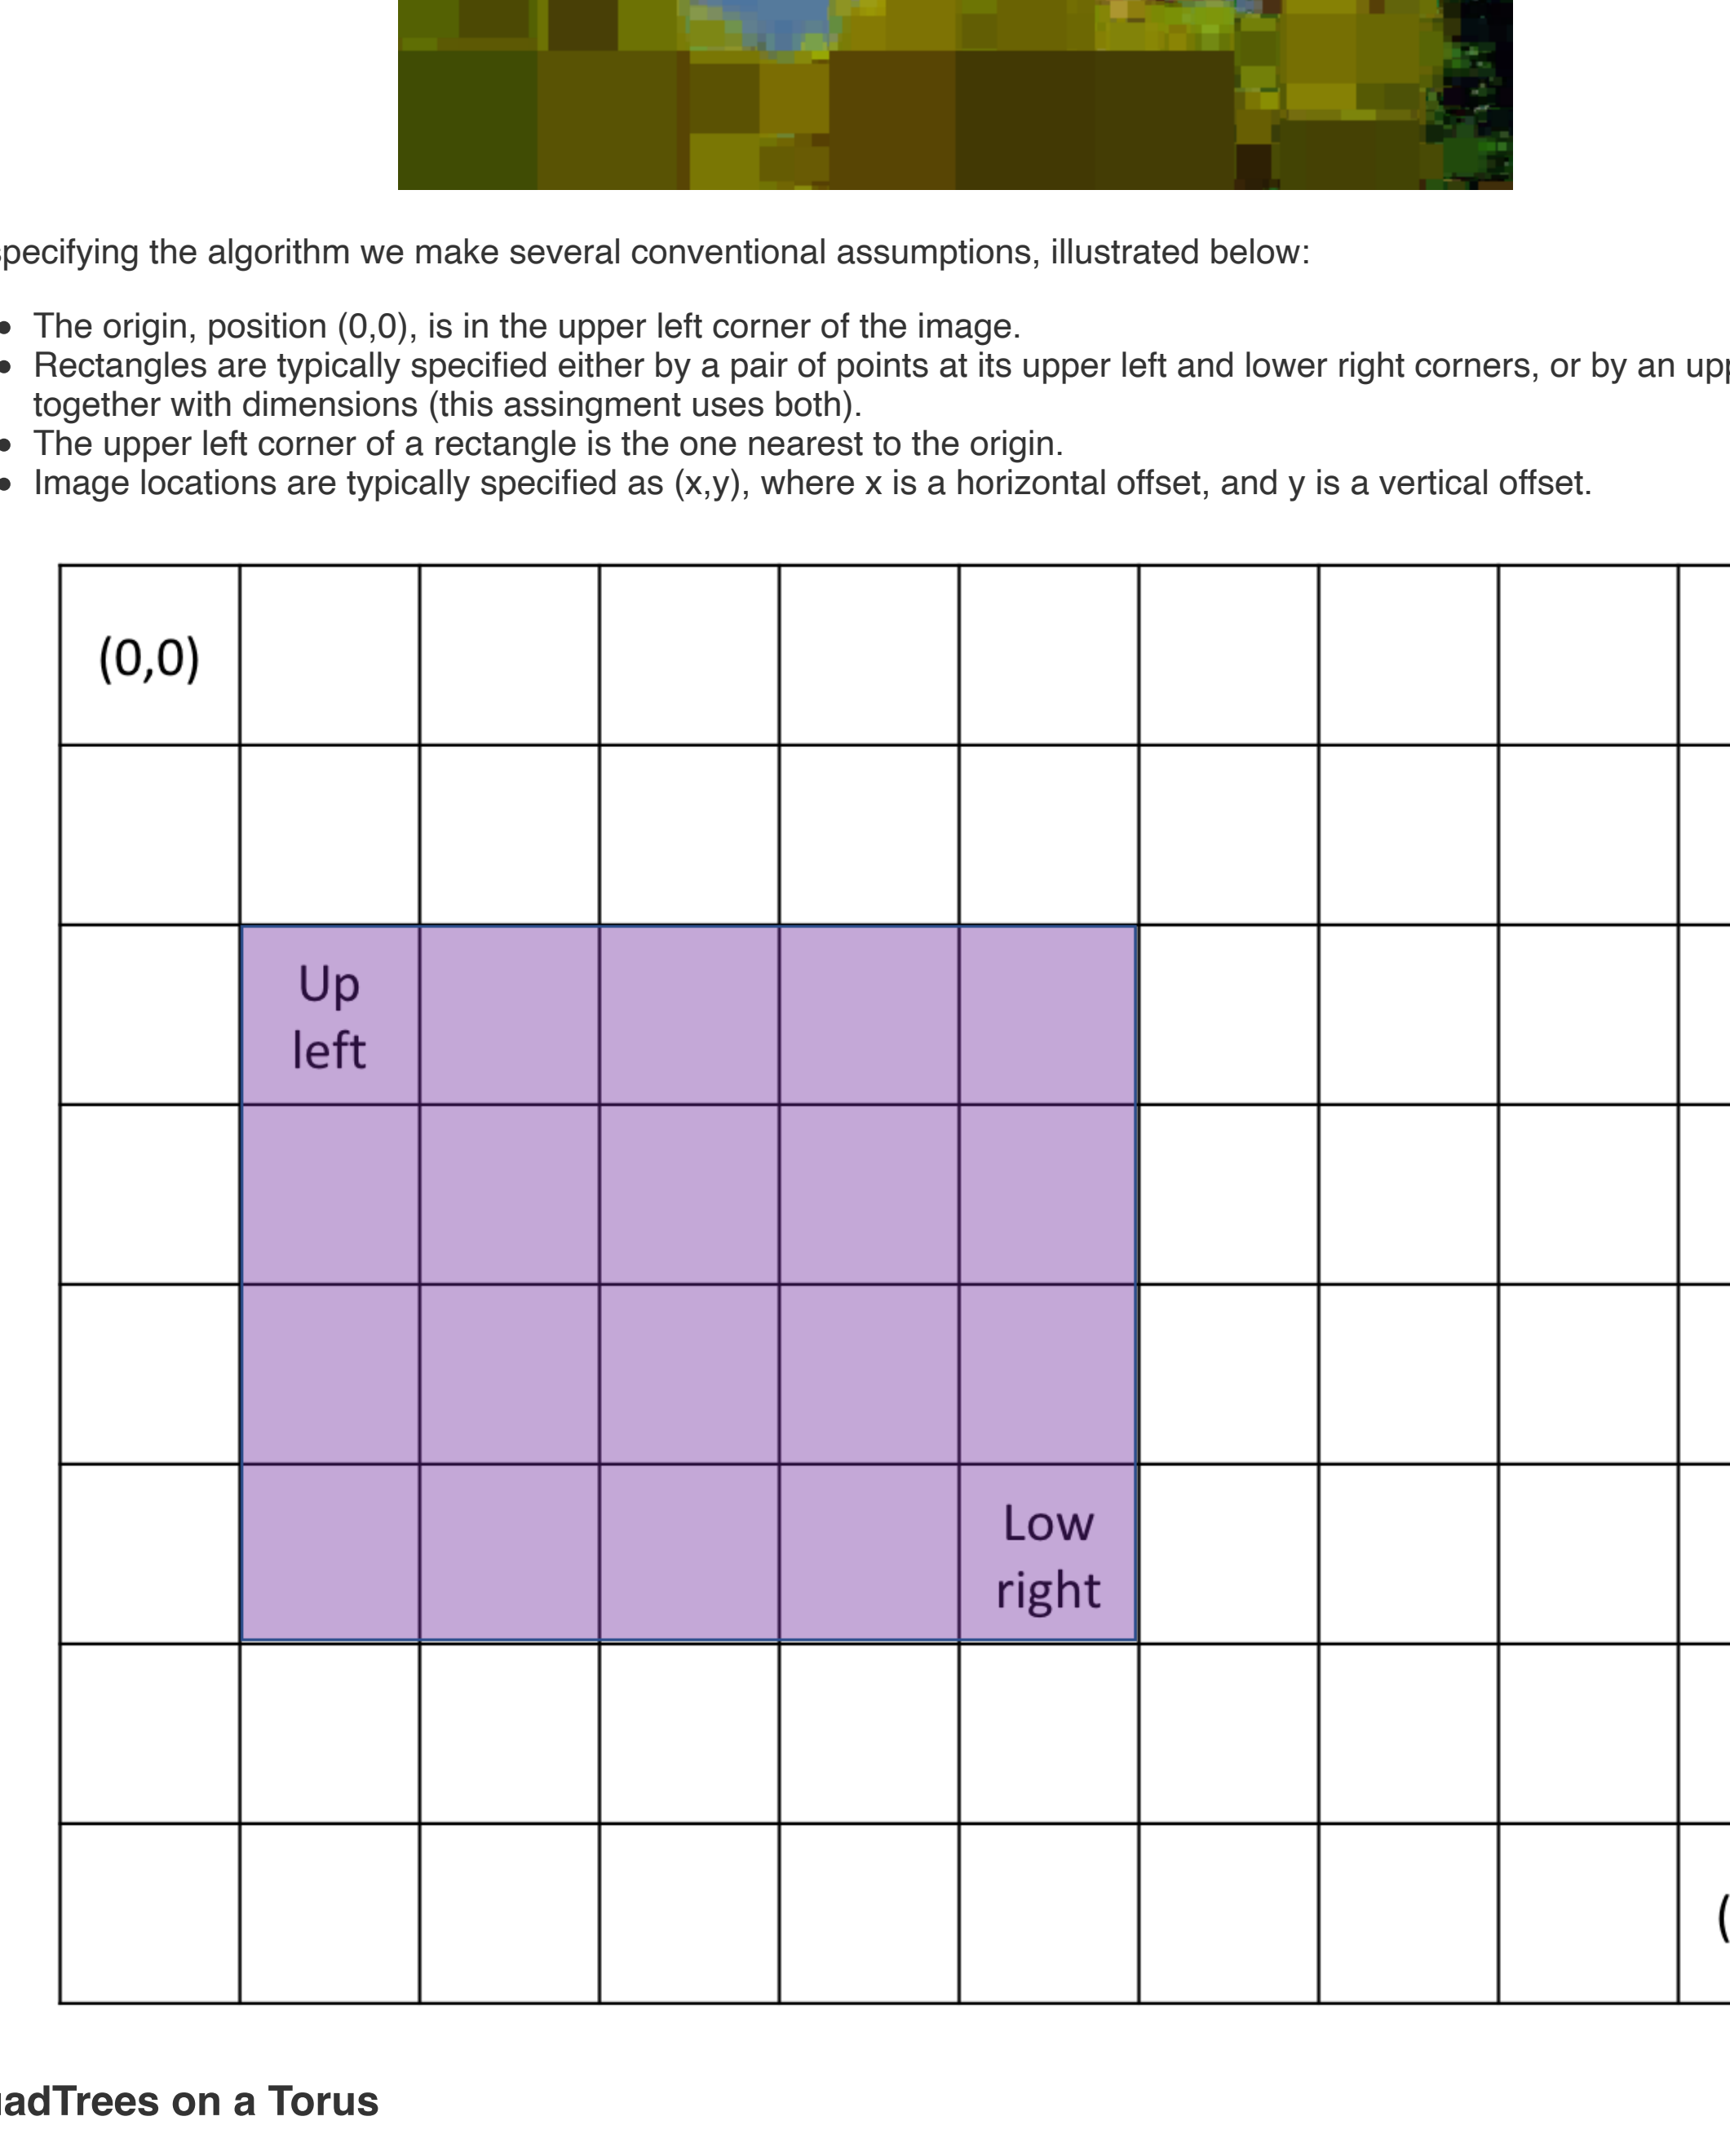 specifying the algorithm we make several conventional assumptions, illustrated below:
The origin, position (0,0), is in the upper left corner of the image.
Rectangles are typically specified either by a pair of points at its upper left and lower right corners, or by an
together with dimensions (this assingment uses both).
The upper left corner of a rectangle is the one nearest to the origin.
Image locations are typically specified as (x,y), where x is a horizontal offset, and y is a vertical offset.
(0,0)
Up
left
Low
right
(
on a Torus